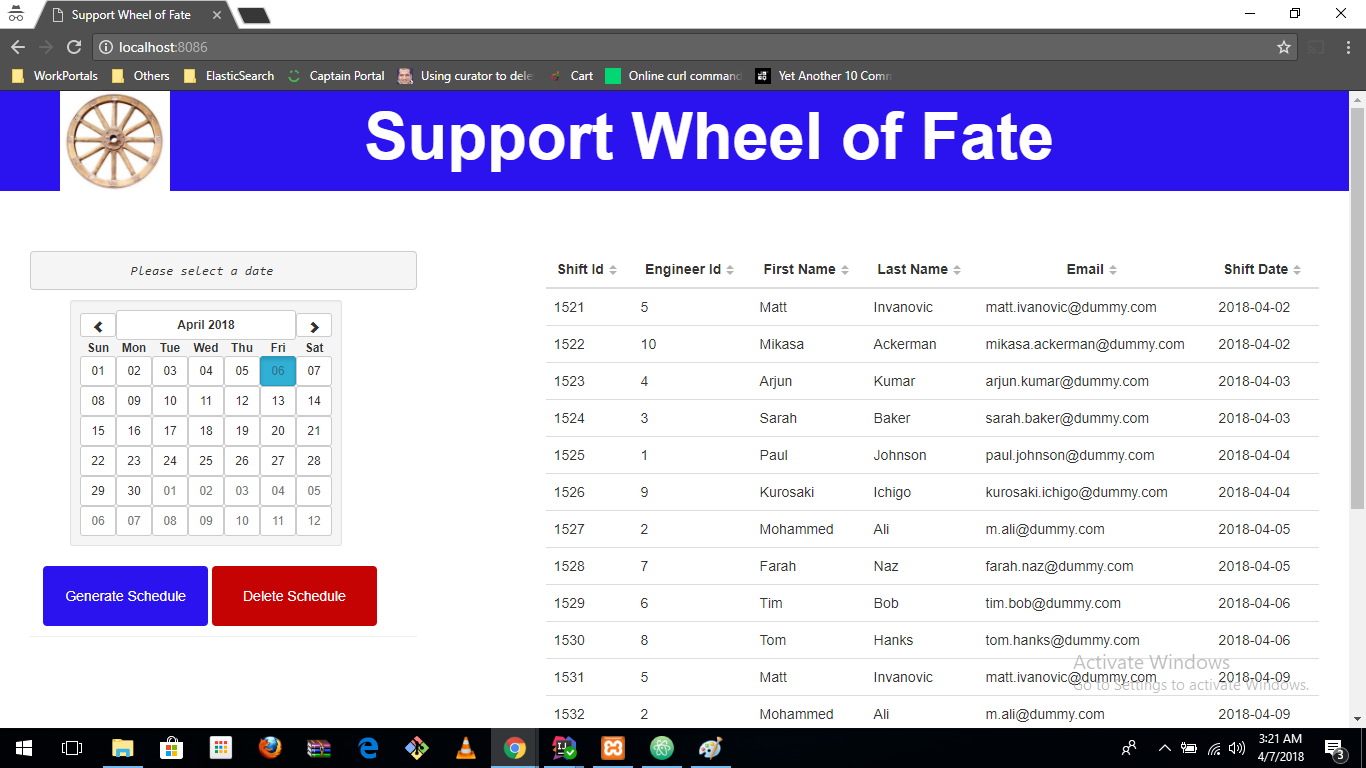 Support Wheel of Fate
localhost:8086
WorkPortals Others ElasticSearch Captain Portal Using curator to dele Cart Online curl command Yet Another 10 Comm
Support Wheel of Fate
Please select a date
April 2018
Sun Mon Tue Wed Thu Fri Sat
01 02 03 04 05 06 07
08 09 10 11 12 13 14
15 16 17 18 19 20 21
22 23 24 25 26 27 28
29 30 01 02 03 04 05
06 07 08 09 10 11 12
Generate Schedule Delete Schedule
Shift Id Engineer Id First Name Last Name Email Shift Date
1521 5 Matt Invanovic matt.ivanovic@dummy.com 2018-04-02
1522 10 Mikasa Ackerman mikasa.ackerman@dummy.com 2018-04-02
1523 4 Arjun Kumar arjun.kumar@dummy.com 2018-04-03
1524 3 Sarah Baker sarah.baker@dummy.com 2018-04-03
1525 1 Paul Johnson paul.johnson@dummy.com 2018-04-04
1526 9 Kurosaki Ichigo kurosaki.ichigo@dummy.com 2018-04-04
1527 2 Mohammed Ali m.ali@dummy.com 2018-04-05
1528 7 Farah Naz farah.naz@dummy.com 2018-04-05
1529 6 Tim Bob tim.bob@dummy.com 2018-04-06
1530 8 Tom Hanks tom.hanks@dummy.com 2018-04-06
1531 5 Matt Invanovic matt.ivanovic@dummy.com 2018-04-09
1532 2 Mohammed Ali m.ali@dummy.com 2018-04-09
Activate Windows
Go to Settings to activate Windows.
3:21 AM
4/7/2018
3